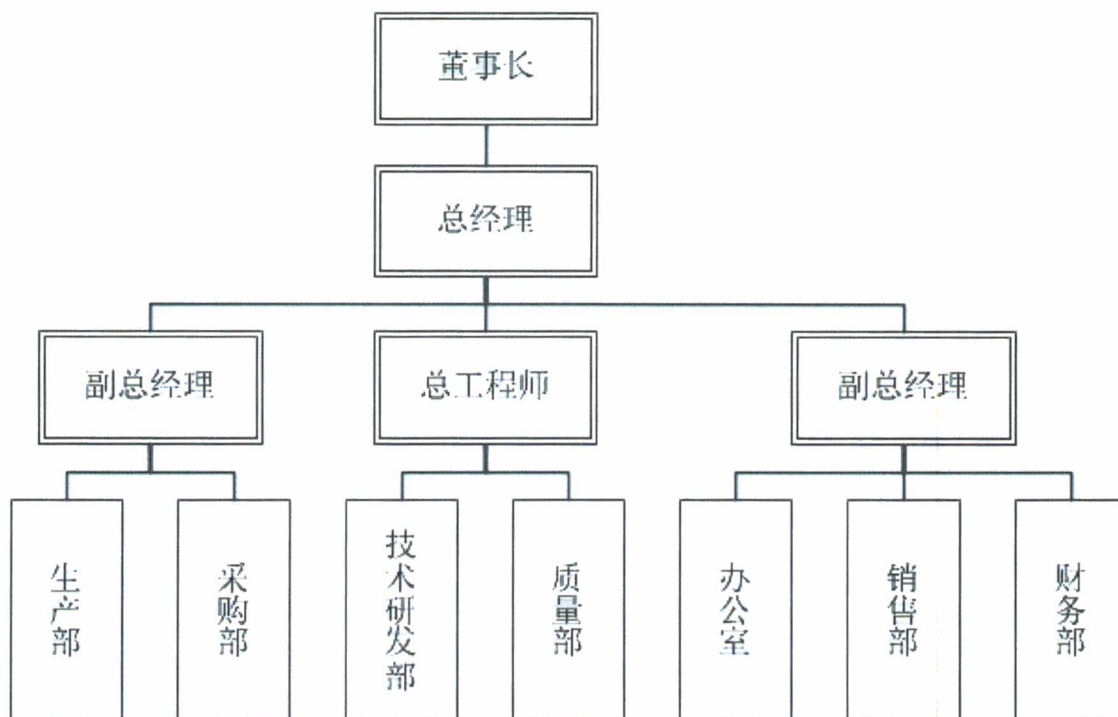 董事长
总经理
副总经理
总工程师
副总经理
生产部
采购部
技术研发部
质量部
办公室
销售部
财务部